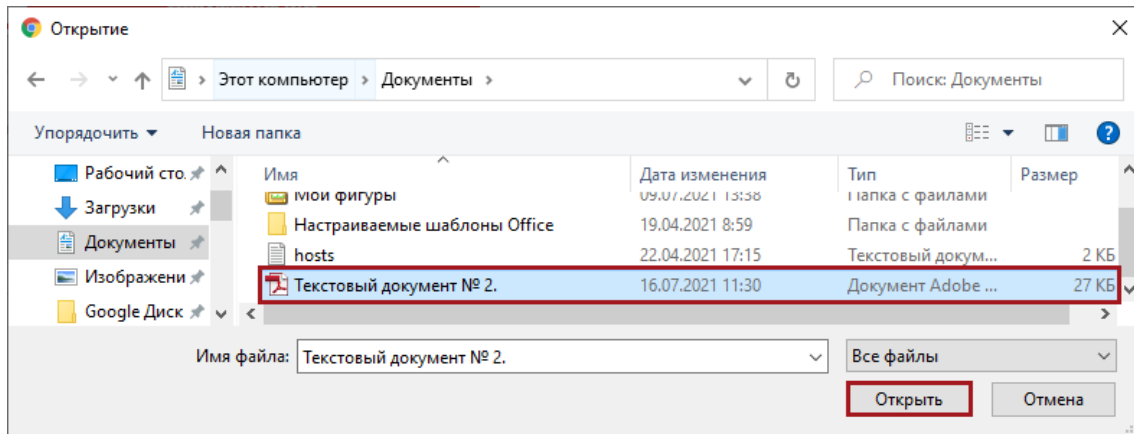 Открытие
Этот компьютер > Документы >
Поиск: Документы
Упорядочить
Новая папка
Имя Дата изменения Тип Размер
Рабочий сто.
Мои фигуры 09.07.2021 13:38 Папка с файлами
Загрузки
Настраиваемые шаблоны Office 19.04.2021 8:59 Папка с файлами
Документы
hosts 22.04.2021 17:15 Текстовый докум... 2 КБ
Изображени
Текстовый документ № 2. 16.07.2021 11:30 Документ Adobe ... 27 КБ
Google Диск
Имя файла: Текстовый документ № 2.
Все файлы
Открыть Отмена